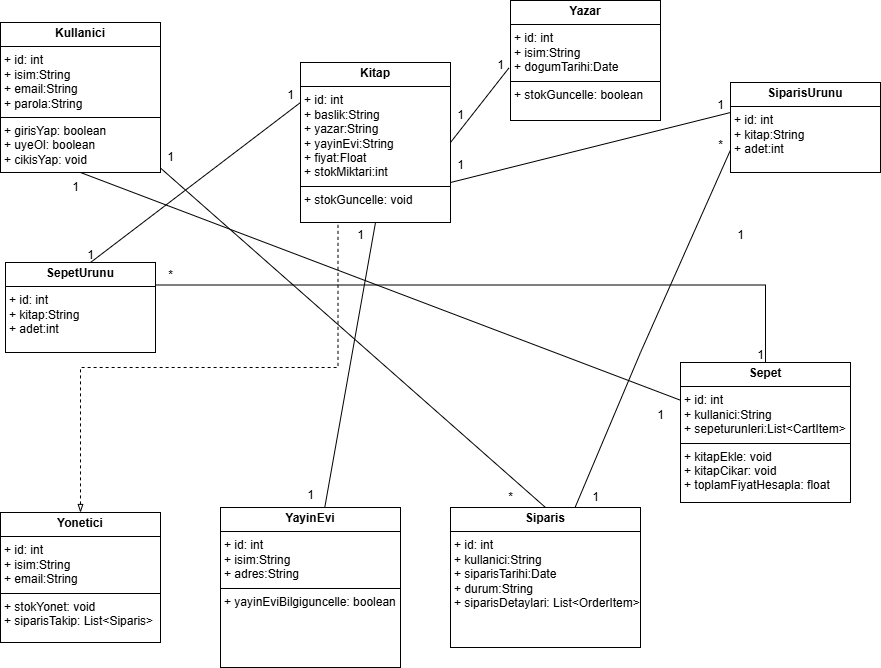 Kullanici
+ id: int
+ isim:String
+ email:String
+ parola:String
+ girisYap: boolean
+ uyeOl: boolean
+ cikisYap: void
1
1
Kitap
+ id: int
+ baslik:String
+ yazar:String
+ yayinEvi:String
+ fiyat:Float
+ stokMiktari:int
+ stokGuncelle: void
1
1
1
1
Yazar
+ id: int
+ isim:String
+ dogumTarihi:Date
+ stokGuncelle: boolean
1
SiparisUrunu
+ id: int
+ kitap:String
+ adet:int
1
*
1
SepetUrunu
+ id: int
+ kitap:String
+ adet:int
1
*
Sepet
+ id: int
+ kullanici:String
+ sepeturunleri:List<CartItem>
+ kitapEkle: void
+ kitapCikar: void
+ toplamFiyatHesapla: float
1
1
Yonetici
+ id: int
+ isim:String
+ email:String
+ stokYonet: void
+ siparisTakip: List<Siparis>
YayinEvi
+ id: int
+ isim:String
+ adres:String
+ yayinEviBilgiguncelle: boolean
1
Siparis
+ id: int
+ kullanici:String
+ siparisTarihi:Date
+ durum:String
+ siparisDetaylari: List<OrderItem>
*
1